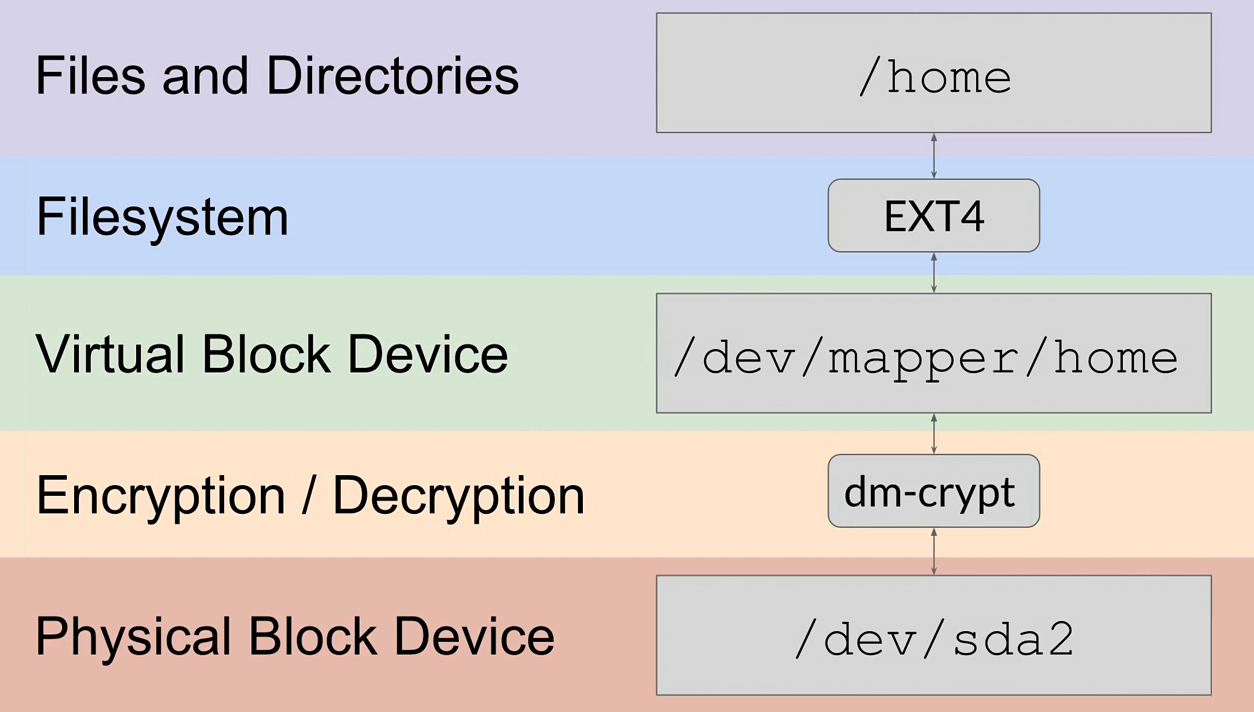 Files and Directories
/home
Filesystem
EXT4
Virtual Block Device
/dev/mapper/home
Encryption / Decryption
dm-crypt
Physical Block Device
/dev/sda2